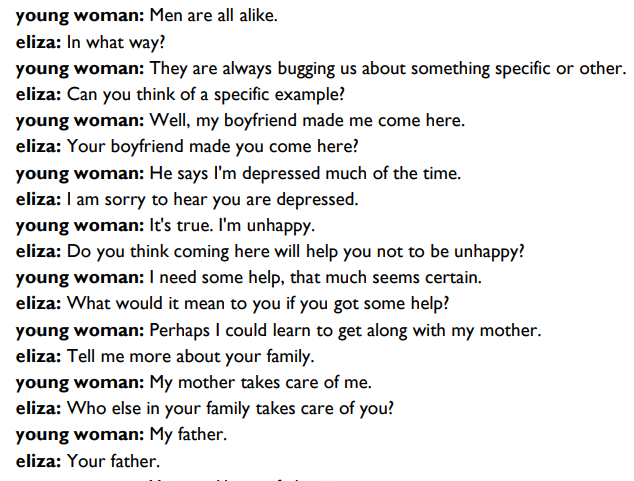 young woman: Men are all alike.
eliza: In what way?
young woman: They are always bugging us about something specific or other.
eliza: Can you think of a specific example?
young woman: Well, my boyfriend made me come here.
eliza: Your boyfriend made you come here?
young woman: He says I'm depressed much of the time.
eliza: I am sorry to hear you are depressed.
young woman: It's true. I'm unhappy.
eliza: Do you think coming here will help you not to be unhappy?
young woman: I need some help, that much seems certain.
eliza: What would it mean to you if you got some help?
young woman: Perhaps I could learn to get along with my mother.
eliza: Tell me more about your family.
young woman: My mother takes care of me.
eliza: Who else in your family takes care of you?
young woman: My father.
eliza: Your father.